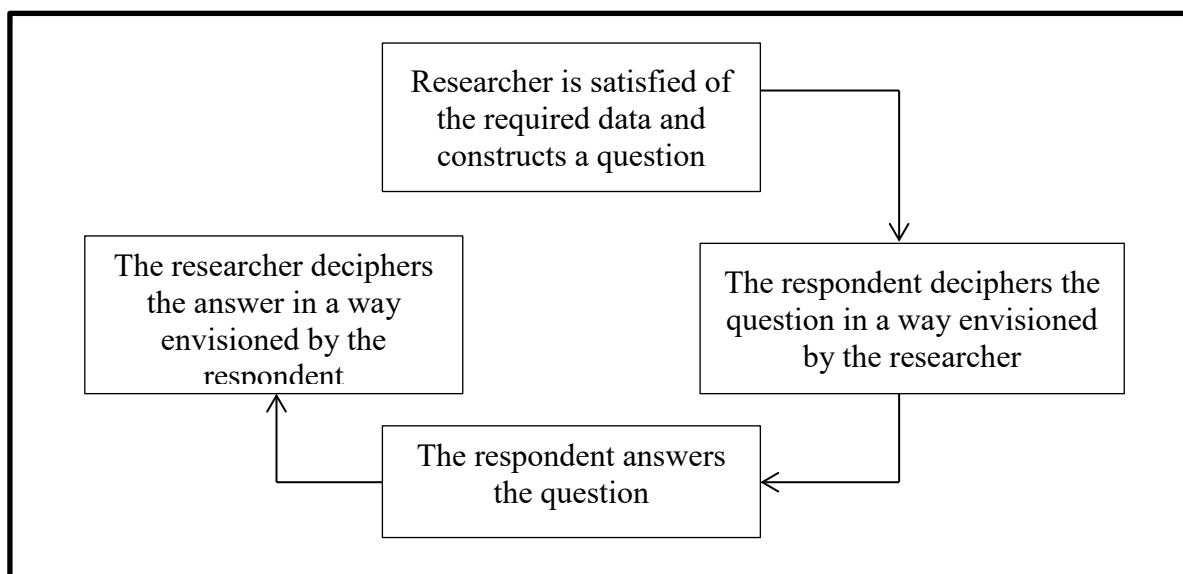 Researcher is satisfied of
the required data and
constructs a question
The respondent deciphers the
question in a way envisioned
by the researcher
The respondent answers
the question
The researcher deciphers
the answer in a way
envisioned by the
respondent